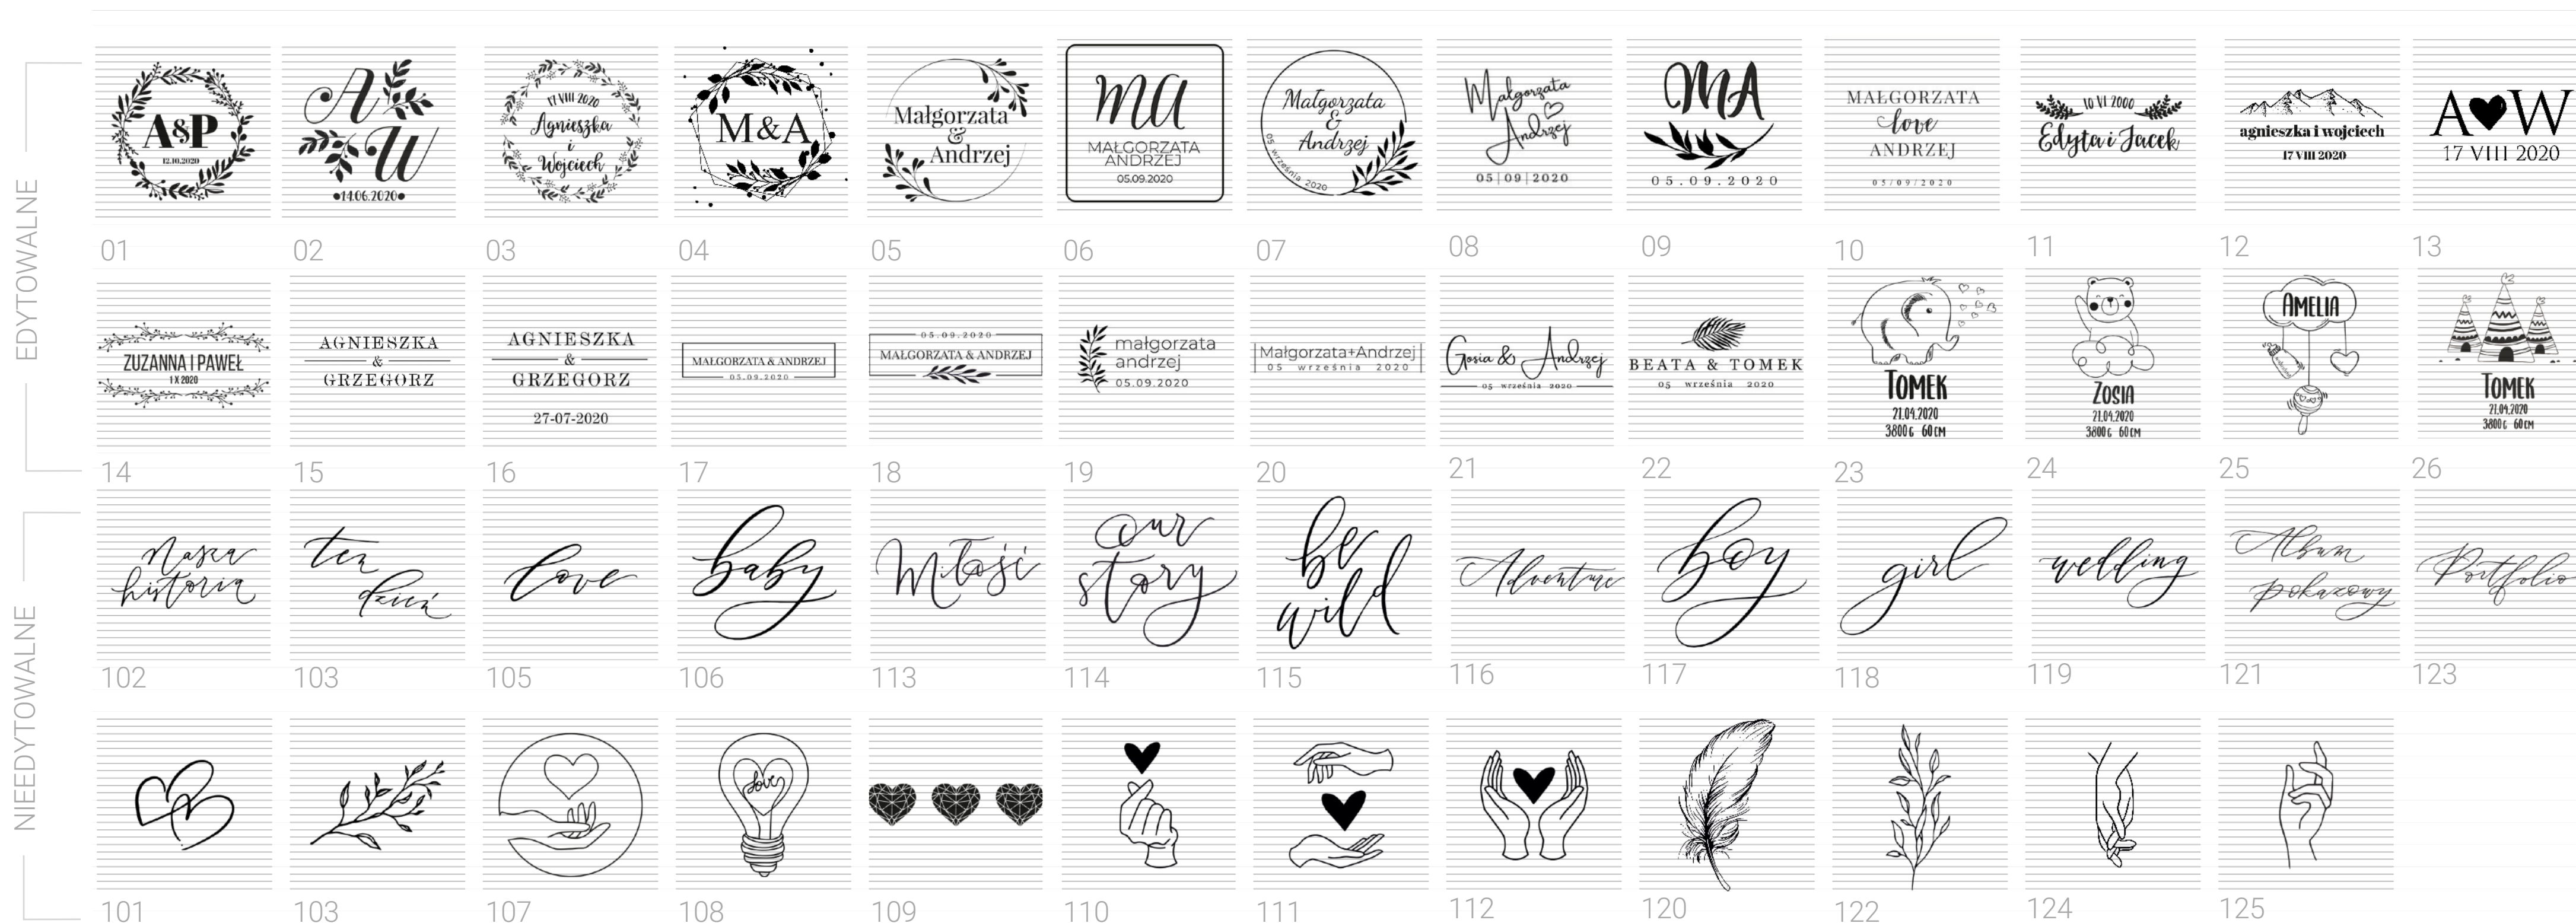 EDYTOWALNE
A&P
12.10.2020
01
A
W
•14.06.2020•
02
17 VIII 2020
Agnieszka
i
Wojciech
03
M&A
04
Małgorzata
&
Andrzej
05
MA
MAŁGORZATA
ANDRZEJ
05.09.2020
06
Małgorzata
&
Andrzej
05 września 2020
07
Małgorzata
Andrzej
05|09|2020
08
MA
05.09.2020
09
MAŁGORZATA
love
ANDRZEJ
05/09/2020
10
10 VI 2000
Edyta i Jacek
11
agnieszka i wojciech
17 VIII 2020
12
A W
17 VIII 2020
13
ZUZANNA I PAWEŁ
1 X 2020
14
AGNIESZKA
&
GRZEGORZ
15
AGNIESZKA
&
GRZEGORZ
27-07-2020
16
MAŁGORZATA & ANDRZEJ
05.09.2020
17
05.09.2020
MAŁGORZATA & ANDRZEJ
18
małgorzata
andrzej
05.09.2020
19
Małgorzata+Andrzej
05 września 2020
20
Gosia & Andrzej
05 września 2020
21
BEATA & TOMEK
05 września 2020
22
TOMEK
21.04.2020
3800G 60CM
23
ZOSIA
21.04.2020
3800G 60CM
24
AMELIA
25
TOMEK
21.04.2020
3800G 60CM
26
NIEEDYTOWALNE
Nasza
historia
102
ten
dzień
103
love
105
baby
106
Miłość
113
our
story
114
be
wild
115
Adventure
116
boy
117
girl
118
wedding
119
Album
pokazowy
121
Portfolio
123
101
103
107
love
108
109
110
111
112
120
122
124
125